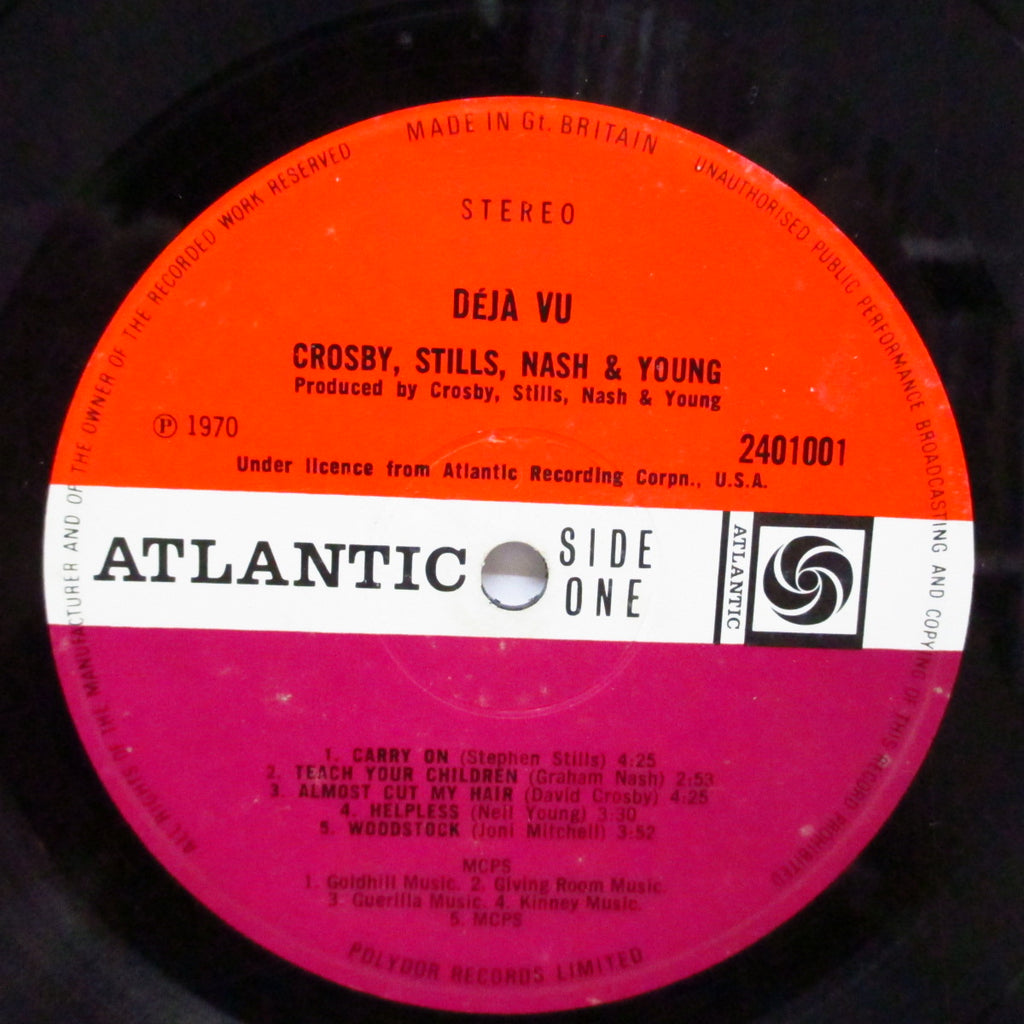 MADE IN Gt. BRITAIN
UNAUTHORISED PUBLIC PERFORMANCE BROADCASTING AND COPYING OF THIS RECORD PROHIBITED
ALL RIGHTS OF THE MANUFACTURER AND OF THE OWNER OF THE RECORDED WORK RESERVED
STEREO
DÉJÀ VU
CROSBY, STILLS, NASH & YOUNG
Produced by Crosby, Stills, Nash & Young
℗ 1970
2401001
Under licence from Atlantic Recording Corpn., U.S.A.
ATLANTIC
SIDE
ONE
ATLANTIC
1. CARRY ON (Stephen Stills) 4:25
2. TEACH YOUR CHILDREN (Graham Nash) 2:53
3. ALMOST CUT MY HAIR (David Crosby) 4:25
4. HELPLESS (Neil Young) 3:30
5. WOODSTOCK (Joni Mitchell) 3:52
MCPS
1. Goldhill Music. 2. Giving Room Music.
3. Guerilla Music. 4. Kinney Music.
5. MCPS
POLYDOR RECORDS LIMITED